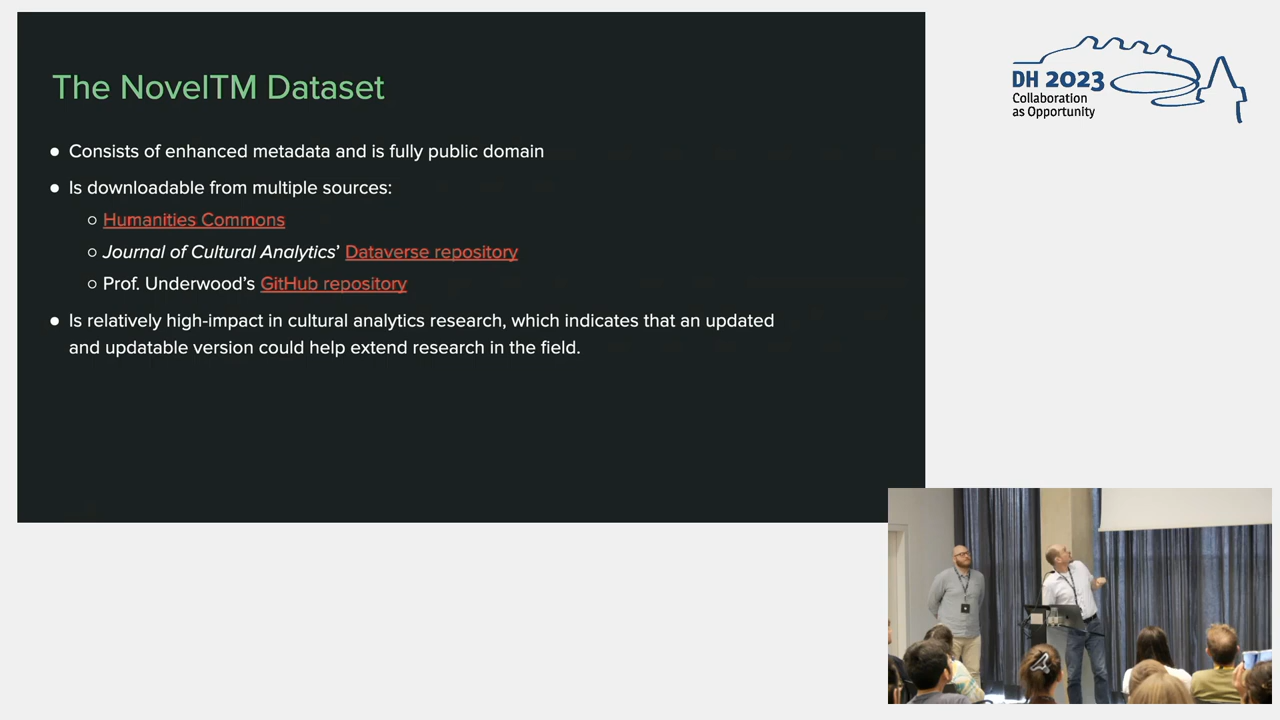 The NovelTM Dataset
● Consists of enhanced metadata and is fully public domain
● Is downloadable from multiple sources:
○ Humanities Commons
○ Journal of Cultural Analytics’ Dataverse repository
○ Prof. Underwood’s GitHub repository
● Is relatively high-impact in cultural analytics research, which indicates that an updated
and updatable version could help extend research in the field.
DH 2023
Collaboration
as Opportunity